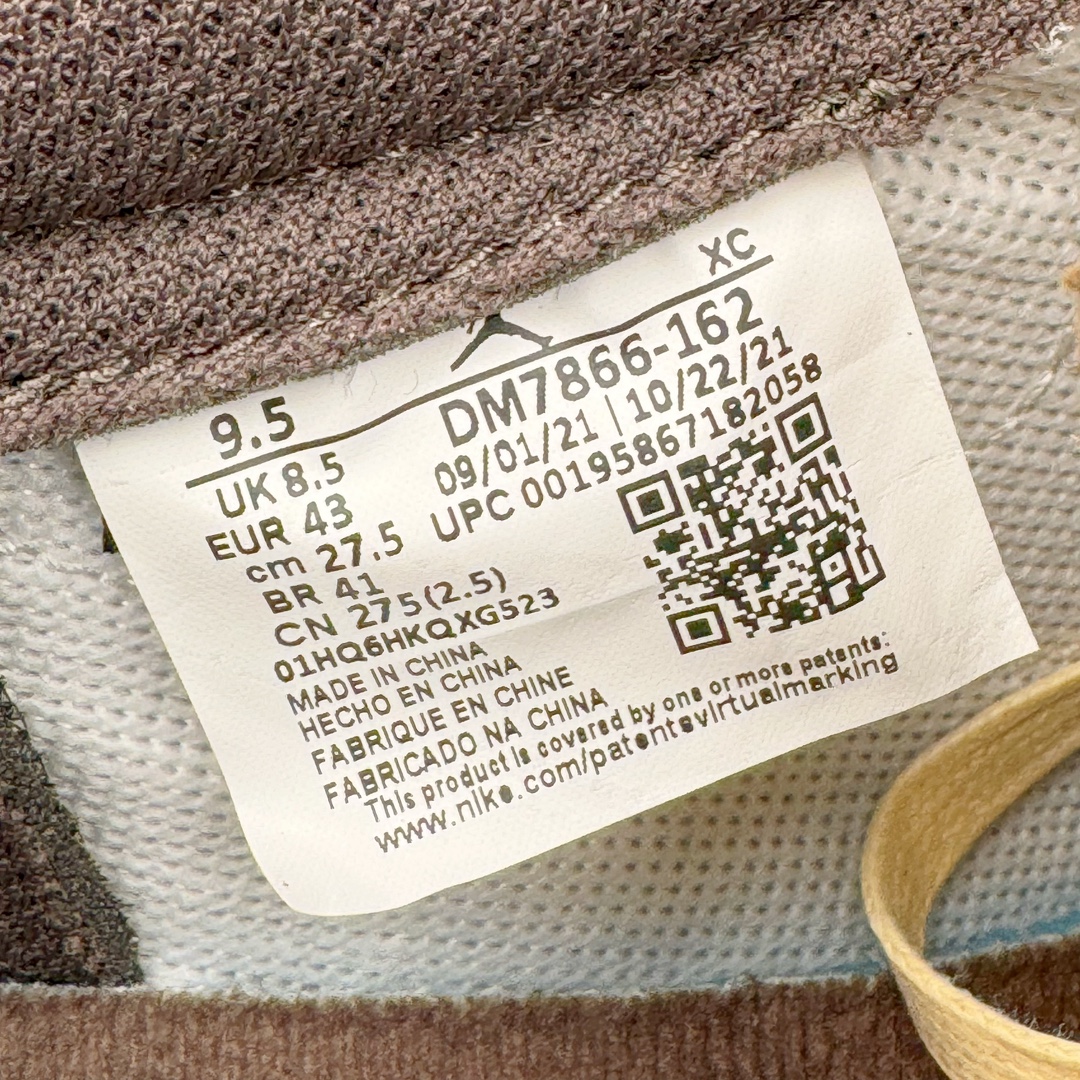 XC
9.5
DM7866-162
09/01/21 | 10/22/21
UPC 00195867182058
UK 8.5
EUR 43
cm 27.5
BR 41
CN 275(2.5)
01HQ6HKQXG523
MADE IN CHINA
HECHO EN CHINA
FABRIQUE EN CHINE
FABRICADO NA CHINA
This product is covered by one or more patents:
www.nike.com/patentsvirtualmarking